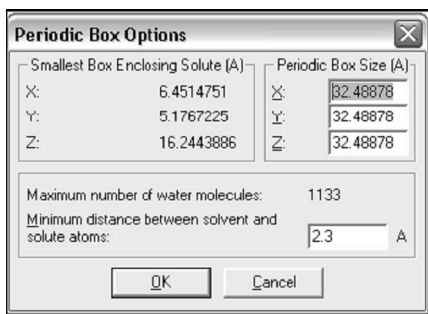 Periodic Box Options
Smallest Box Enclosing Solute (A)
X: 6.4514751
Y: 5.1767225
Z: 16.2443886
Periodic Box Size (A)
X: 32.48878
Y: 32.48878
Z: 32.48878
Maximum number of water molecules: 1133
Minimum distance between solvent and
solute atoms: 2.3 A
OK
Cancel